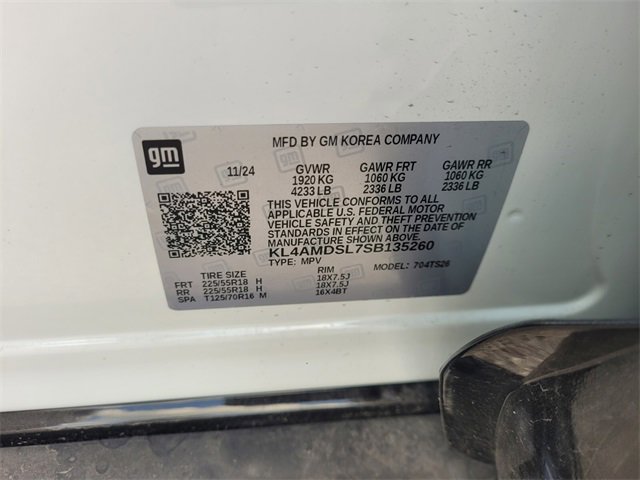 MFD BY GM KOREA COMPANY
gm
11/24 GVWR GAWR FRT GAWR RR
1920 KG 1060 KG 1060 KG
4233 LB 2336 LB 2336 LB
THIS VEHICLE CONFORMS TO ALL
APPLICABLE U.S. FEDERAL MOTOR
VEHICLE SAFETY AND THEFT PREVENTION
STANDARDS IN EFFECT ON THE DATE OF
MANUFACTURE SHOWN ABOVE.
KL4AMDSL7SB135260
TYPE: MPV MODEL: 704TS26
TIRE SIZE RIM
FRT 225/55R18 H 18X7.5J
RR 225/55R18 H 18X7.5J
SPA T125/70R16 M 16X4BT